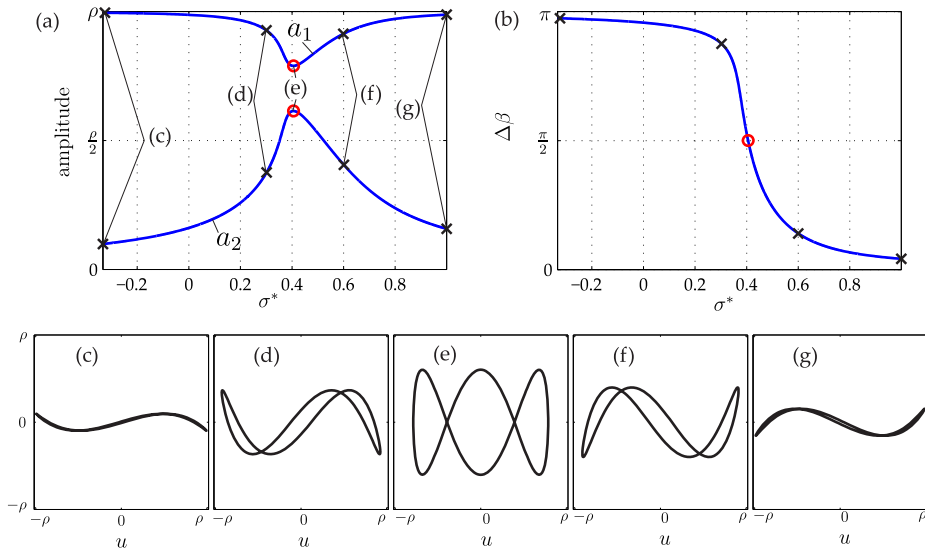 (a)
amplitude
ρ
ρ/2
0
a₁
a₂
(c)
(d)
(e)
(f)
(g)
−0.2 0 0.2 0.4 0.6 0.8
σ*
(b)
Δβ
π
π/2
0
−0.2 0 0.2 0.4 0.6 0.8
σ*
(c) (d) (e) (f) (g)
ρ
0
−ρ
−ρ 0 ρ −ρ 0 ρ −ρ 0 ρ −ρ 0 ρ −ρ 0 ρ
u u u u u